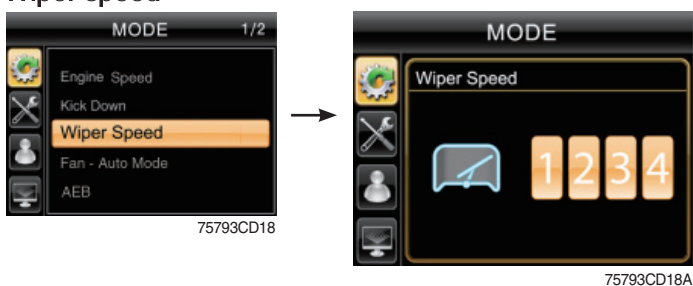 Wiper speed
MODE 1/2
Engine Speed
Kick Down
Wiper Speed
Fan - Auto Mode
AEB
75793CD18
MODE
Wiper Speed
1 2 3 4
75793CD18A